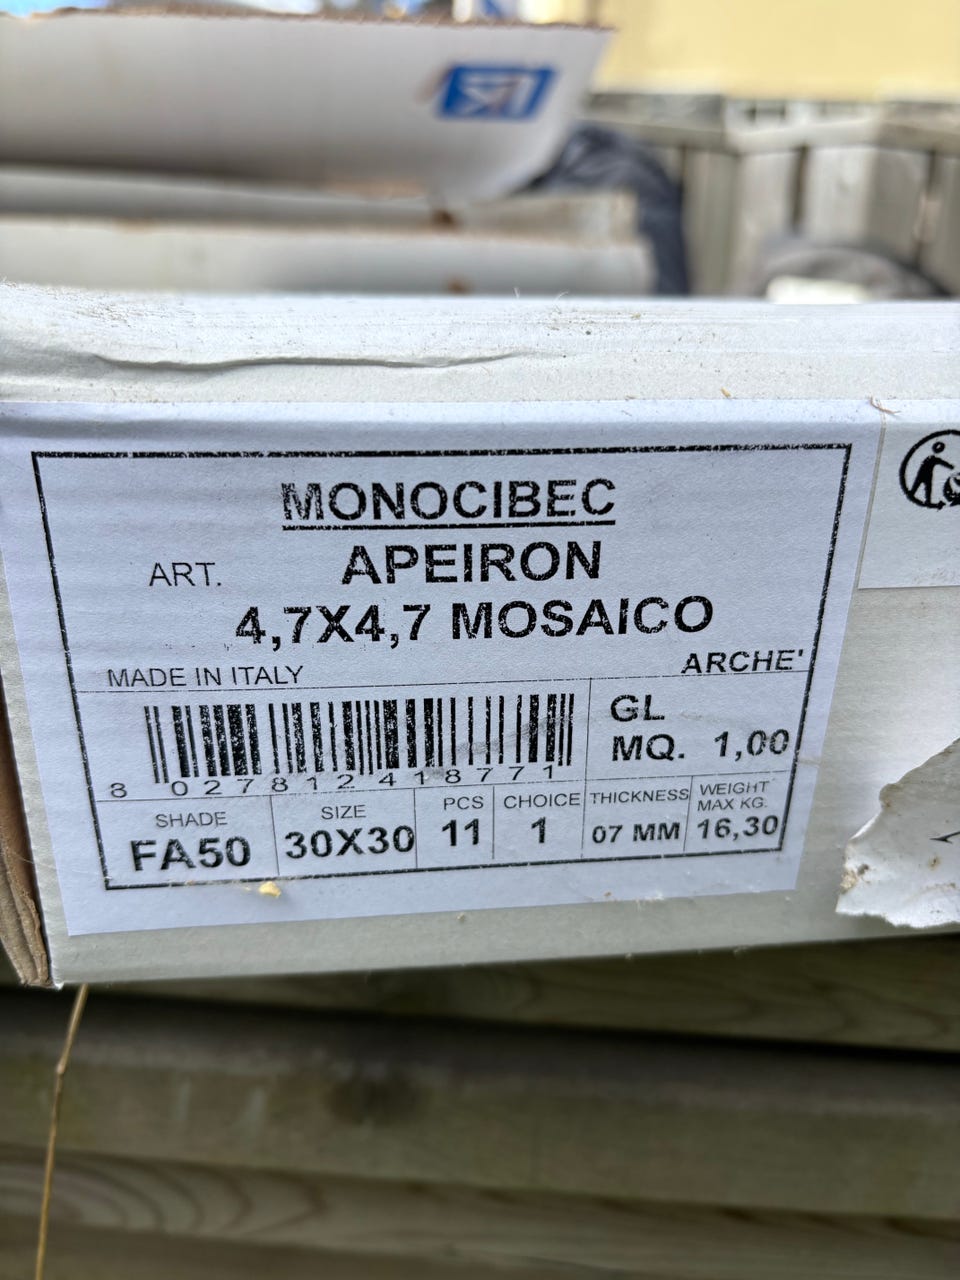 MONOCIBEC
ART. APEIRON
4,7X4,7 MOSAICO
MADE IN ITALY
ARCHE'
GL
MQ. 1,00
8 027812 418771
SHADE
FA50
SIZE
30X30
PCS
11
CHOICE
1
THICKNESS
07 MM
WEIGHT
MAX KG.
16,30